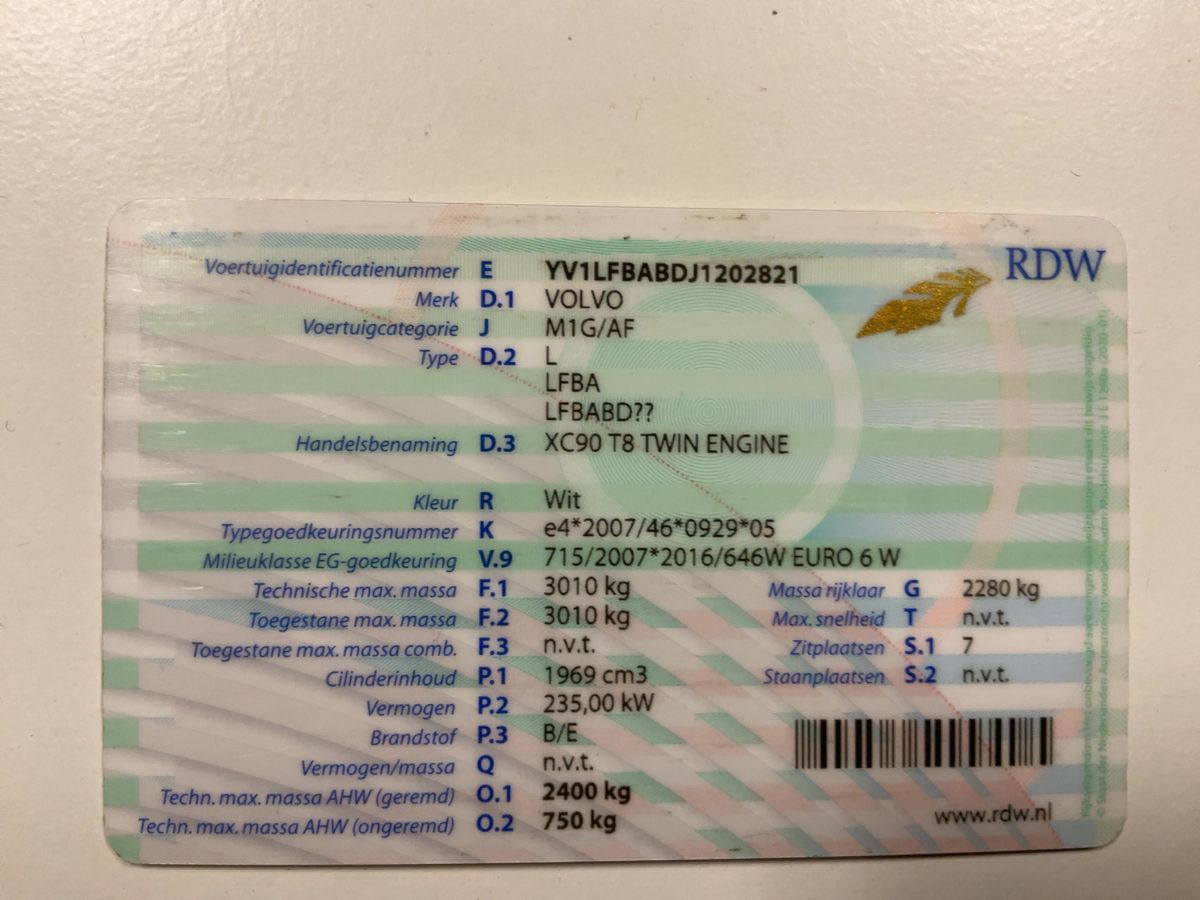 RDW
Voertuigidentificatienummer E YV1LFBABDJ1202821
Merk D.1 VOLVO
Voertuigcategorie J M1G/AF
Type D.2 L
LFBA
LFBABD??
Handelsbenaming D.3 XC90 T8 TWIN ENGINE
Kleur R Wit
Typegoedkeuringsnummer K e4*2007/46*0929*05
Milieuklasse EG-goedkeuring V.9 715/2007*2016/646W EURO 6 W
Technische max. massa F.1 3010 kg Massa rijklaar G 2280 kg
Toegestane max. massa F.2 3010 kg Max. snelheid T n.v.t.
Toegestane max. massa comb. F.3 n.v.t. Zitplaatsen S.1 7
Cilinderinhoud P.1 1969 cm3 Staanplaatsen S.2 n.v.t.
Vermogen P.2 235,00 kW
Brandstof P.3 B/E
Vermogen/massa Q n.v.t.
Techn. max. massa AHW (geremd) O.1 2400 kg
Techn. max. massa AHW (ongeremd) O.2 750 kg
www.rdw.nl